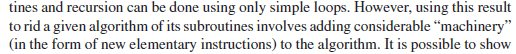 tines and recursion can be done using only simple loops. However, using this result
to rid a given algorithm of its subroutines involves adding considerable “machinery”
(in the form of new elementary instructions) to the algorithm. It is possible to show